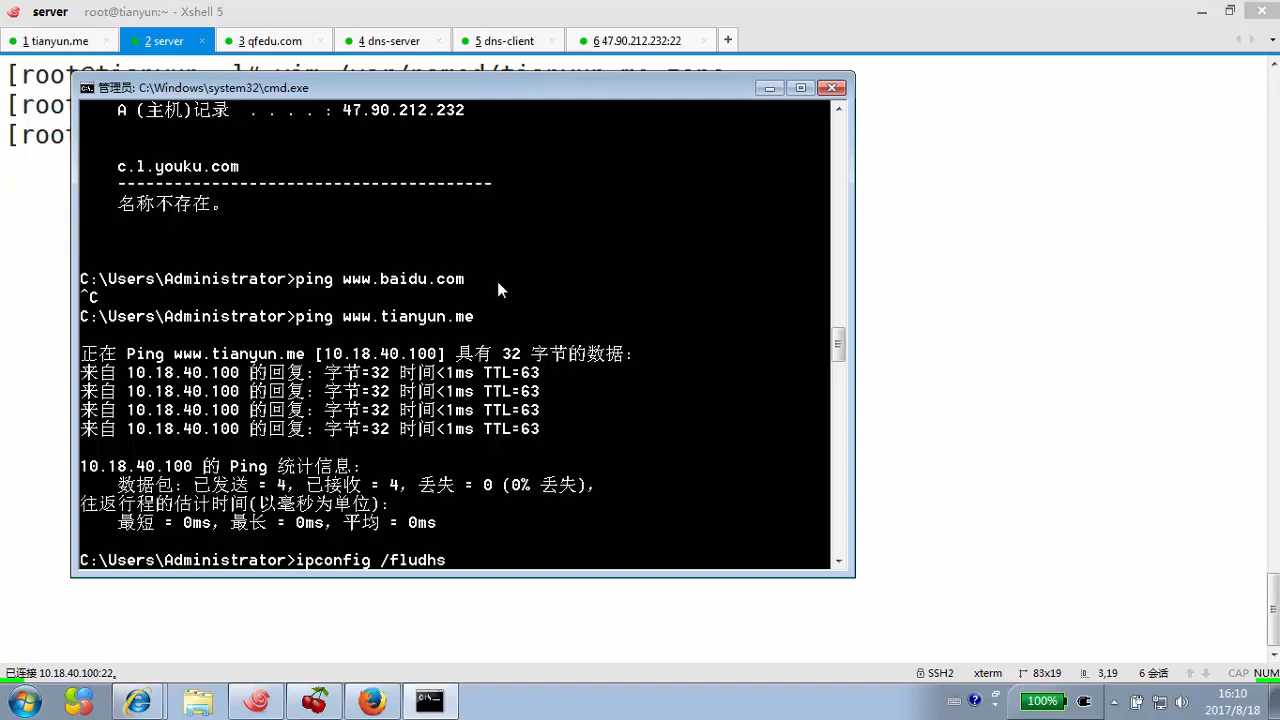 server root@tianyun:~ - Xshell 5
1 tianyun.me × 2 server × 3 qfedu.com × 4 dns-server × 5 dns-client × 6 47.90.212.232:22 × +
[root
[root
[root
管理员: C:\Windows\system32\cmd.exe
A (主机)记录 . . . . : 47.90.212.232
c.l.youku.com
----------------------------------------
名称不存在。
C:\Users\Administrator>ping www.baidu.com
^C
C:\Users\Administrator>ping www.tianyun.me
正在 Ping www.tianyun.me [10.18.40.100] 具有 32 字节的数据:
来自 10.18.40.100 的回复: 字节=32 时间<1ms TTL=63
来自 10.18.40.100 的回复: 字节=32 时间<1ms TTL=63
来自 10.18.40.100 的回复: 字节=32 时间<1ms TTL=63
来自 10.18.40.100 的回复: 字节=32 时间<1ms TTL=63
10.18.40.100 的 Ping 统计信息:
数据包: 已发送 = 4, 已接收 = 4, 丢失 = 0 (0% 丢失),
往返行程的估计时间(以毫秒为单位):
最短 = 0ms, 最长 = 0ms, 平均 = 0ms
C:\Users\Administrator>ipconfig /fludhs
已连接 10.18.40.100:22。 SSH2 xterm 83x19 3,19 6 会话 CAP NUM
100% 16:10
2017/8/18